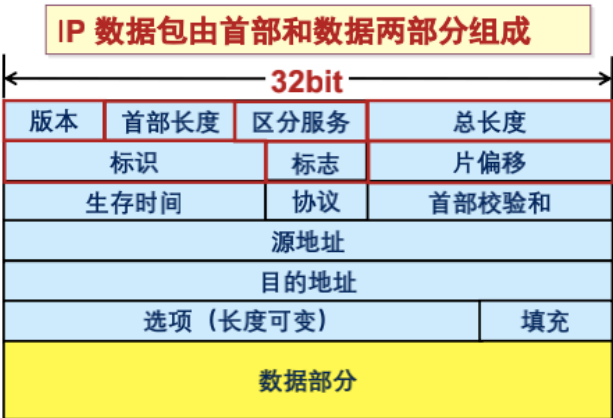 IP 数据包由首部和数据两部分组成
32bit
版本 首部长度 区分服务 总长度
标识 标志 片偏移
生存时间 协议 首部校验和
源地址
目的地址
选项（长度可变） 填充
数据部分